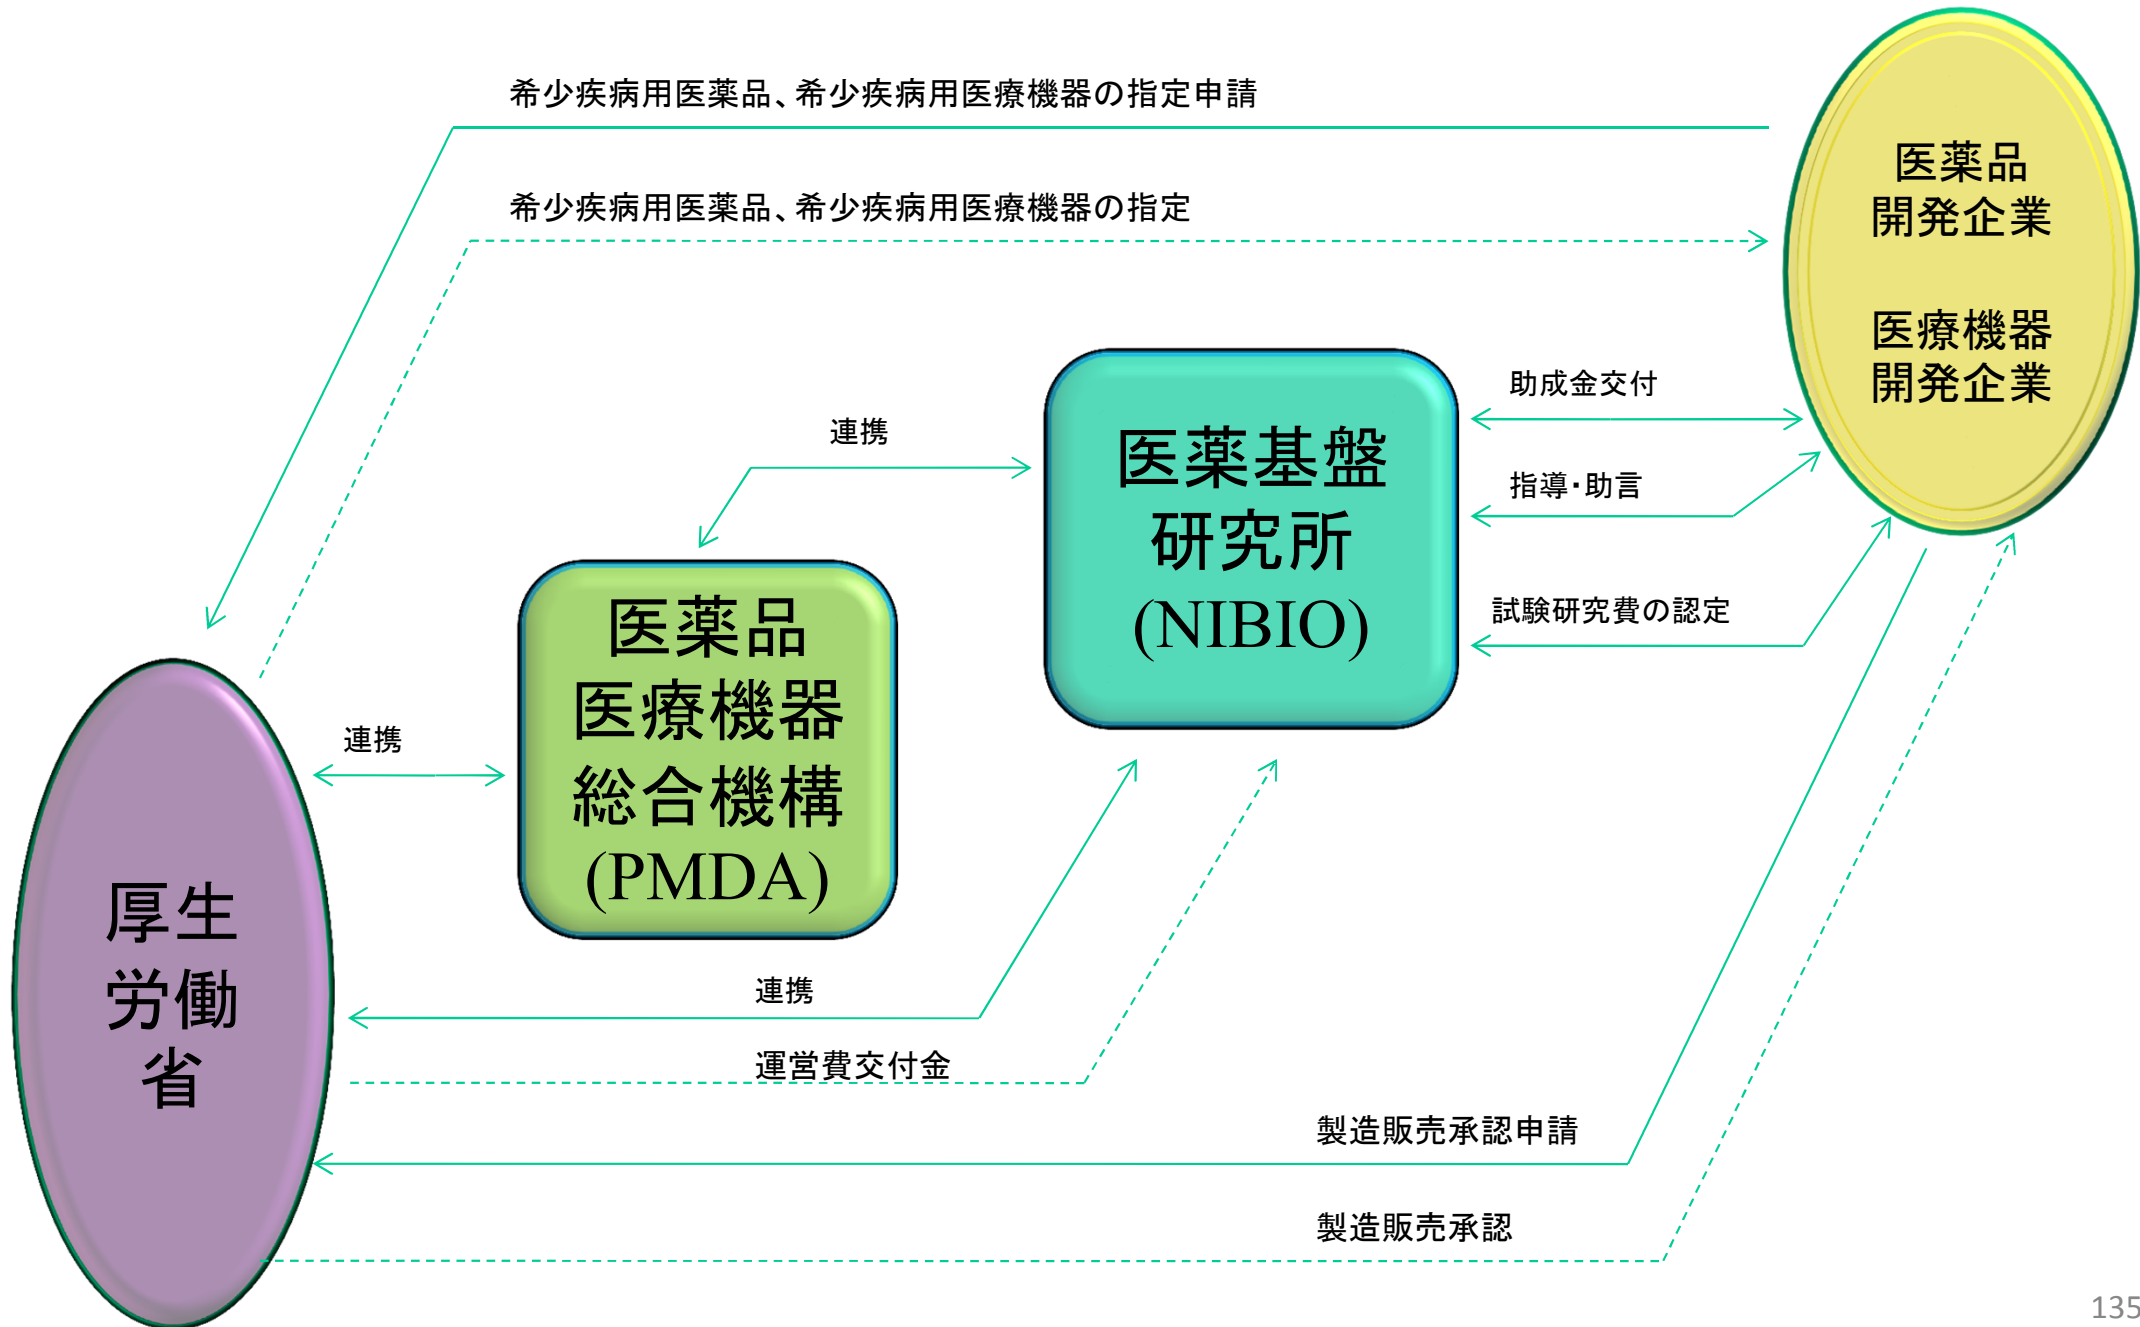 希少疾病用医薬品、希少疾病用医療機器の指定申請
希少疾病用医薬品、希少疾病用医療機器の指定
医薬品
開発企業
医療機器
開発企業
助成金交付
連携
指導・助言
医薬基盤
研究所
(NIBIO)
試験研究費の認定
医薬品
医療機器
総合機構
(PMDA)
連携
厚生
労働
省
連携
運営費交付金
製造販売承認申請
製造販売承認
135